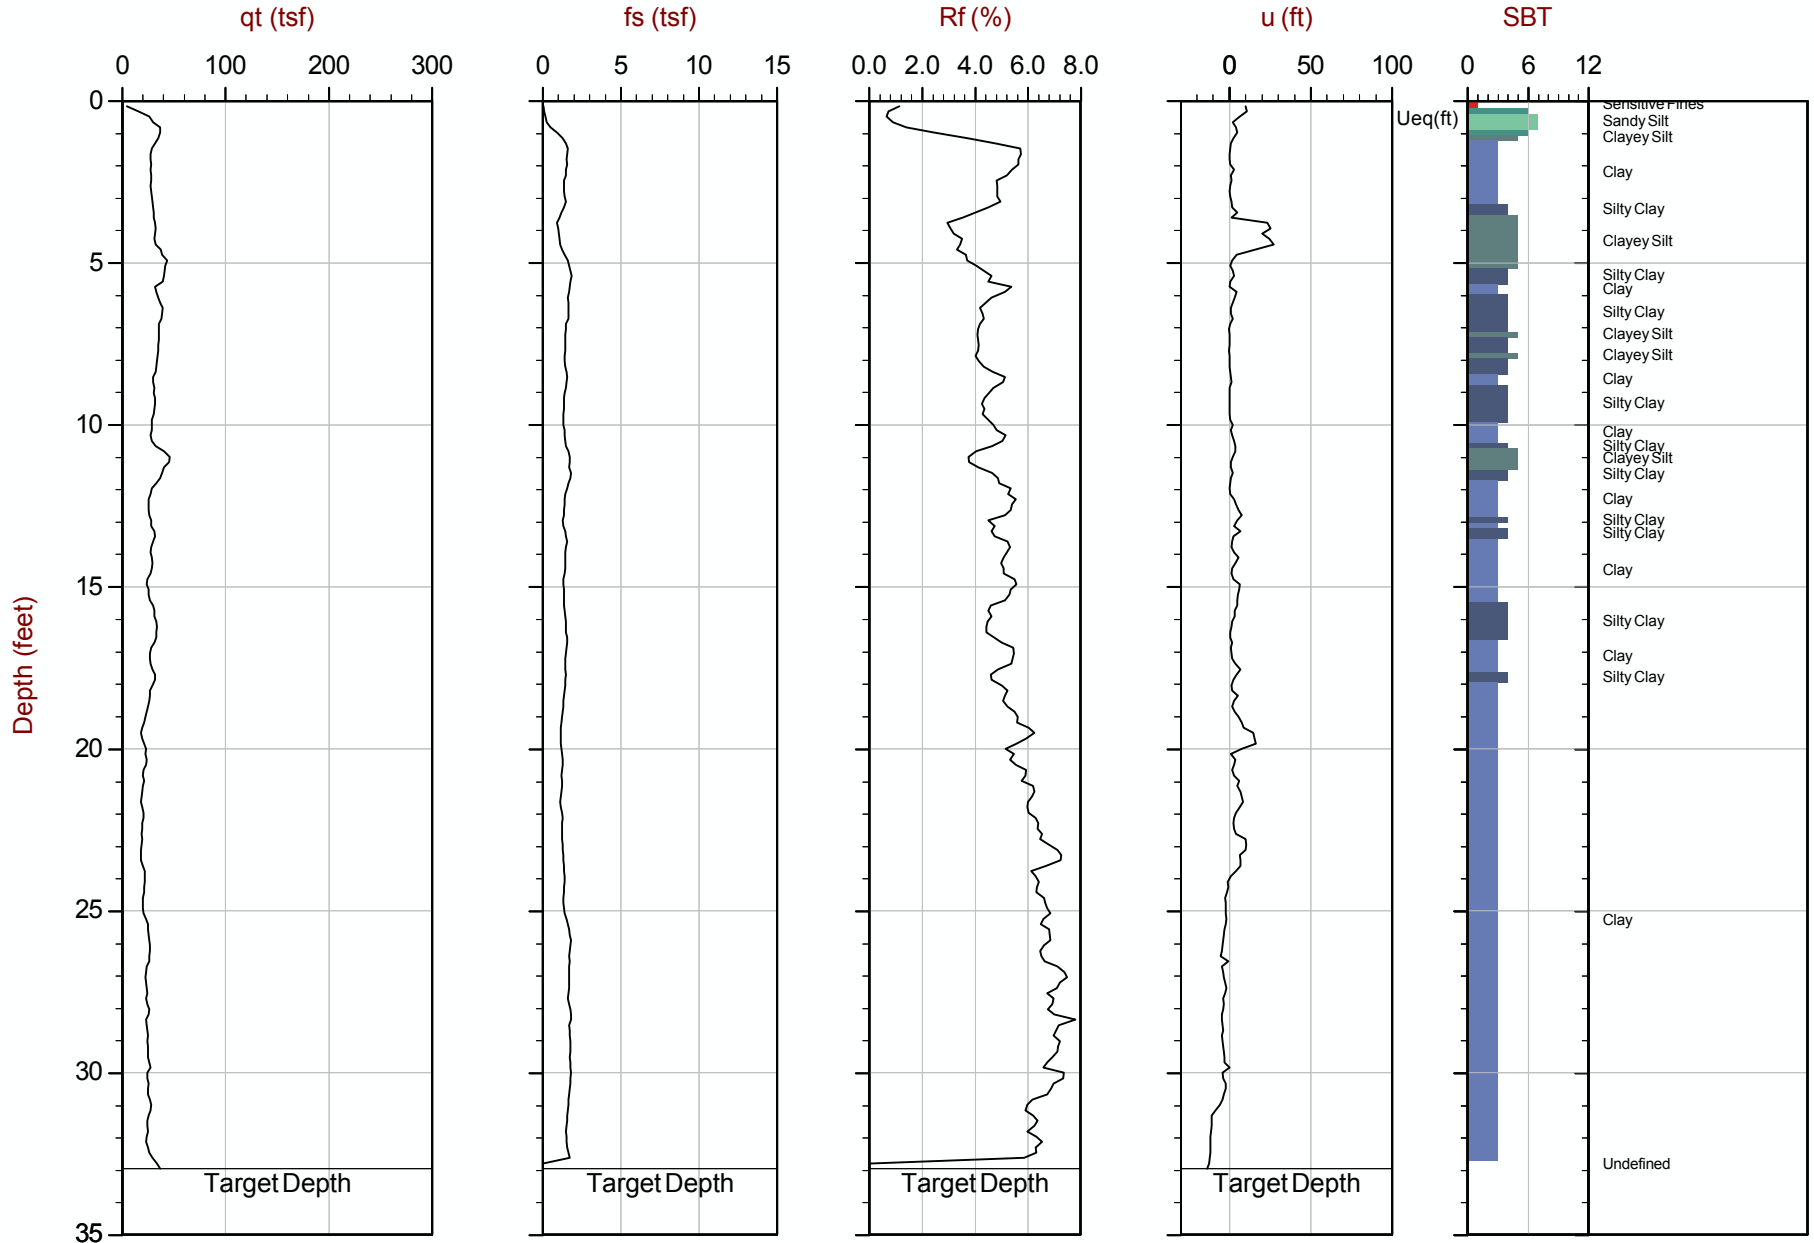 qt (tsf) fs (tsf) Rf (%) u (ft) SBT
0 100 200 300 0 5 10 15 0.0 2.0 4.0 6.0 8.0 0 50 100 0 6 12
0
Sensitive Fines
Ueq(ft)
Sandy Silt
Clayey Silt
Clay
Silty Clay
Clayey Silt
5
Silty Clay
Clay
Silty Clay
Clayey Silt
Clayey Silt
Clay
Silty Clay
10
Clay
Silty Clay
Clayey Silt
Silty Clay
Clay
Silty Clay
Silty Clay
Clay
15
Silty Clay
Clay
Depth (feet)
Silty Clay
20
25
Clay
30
Undefined
Target Depth Target Depth Target Depth Target Depth
35